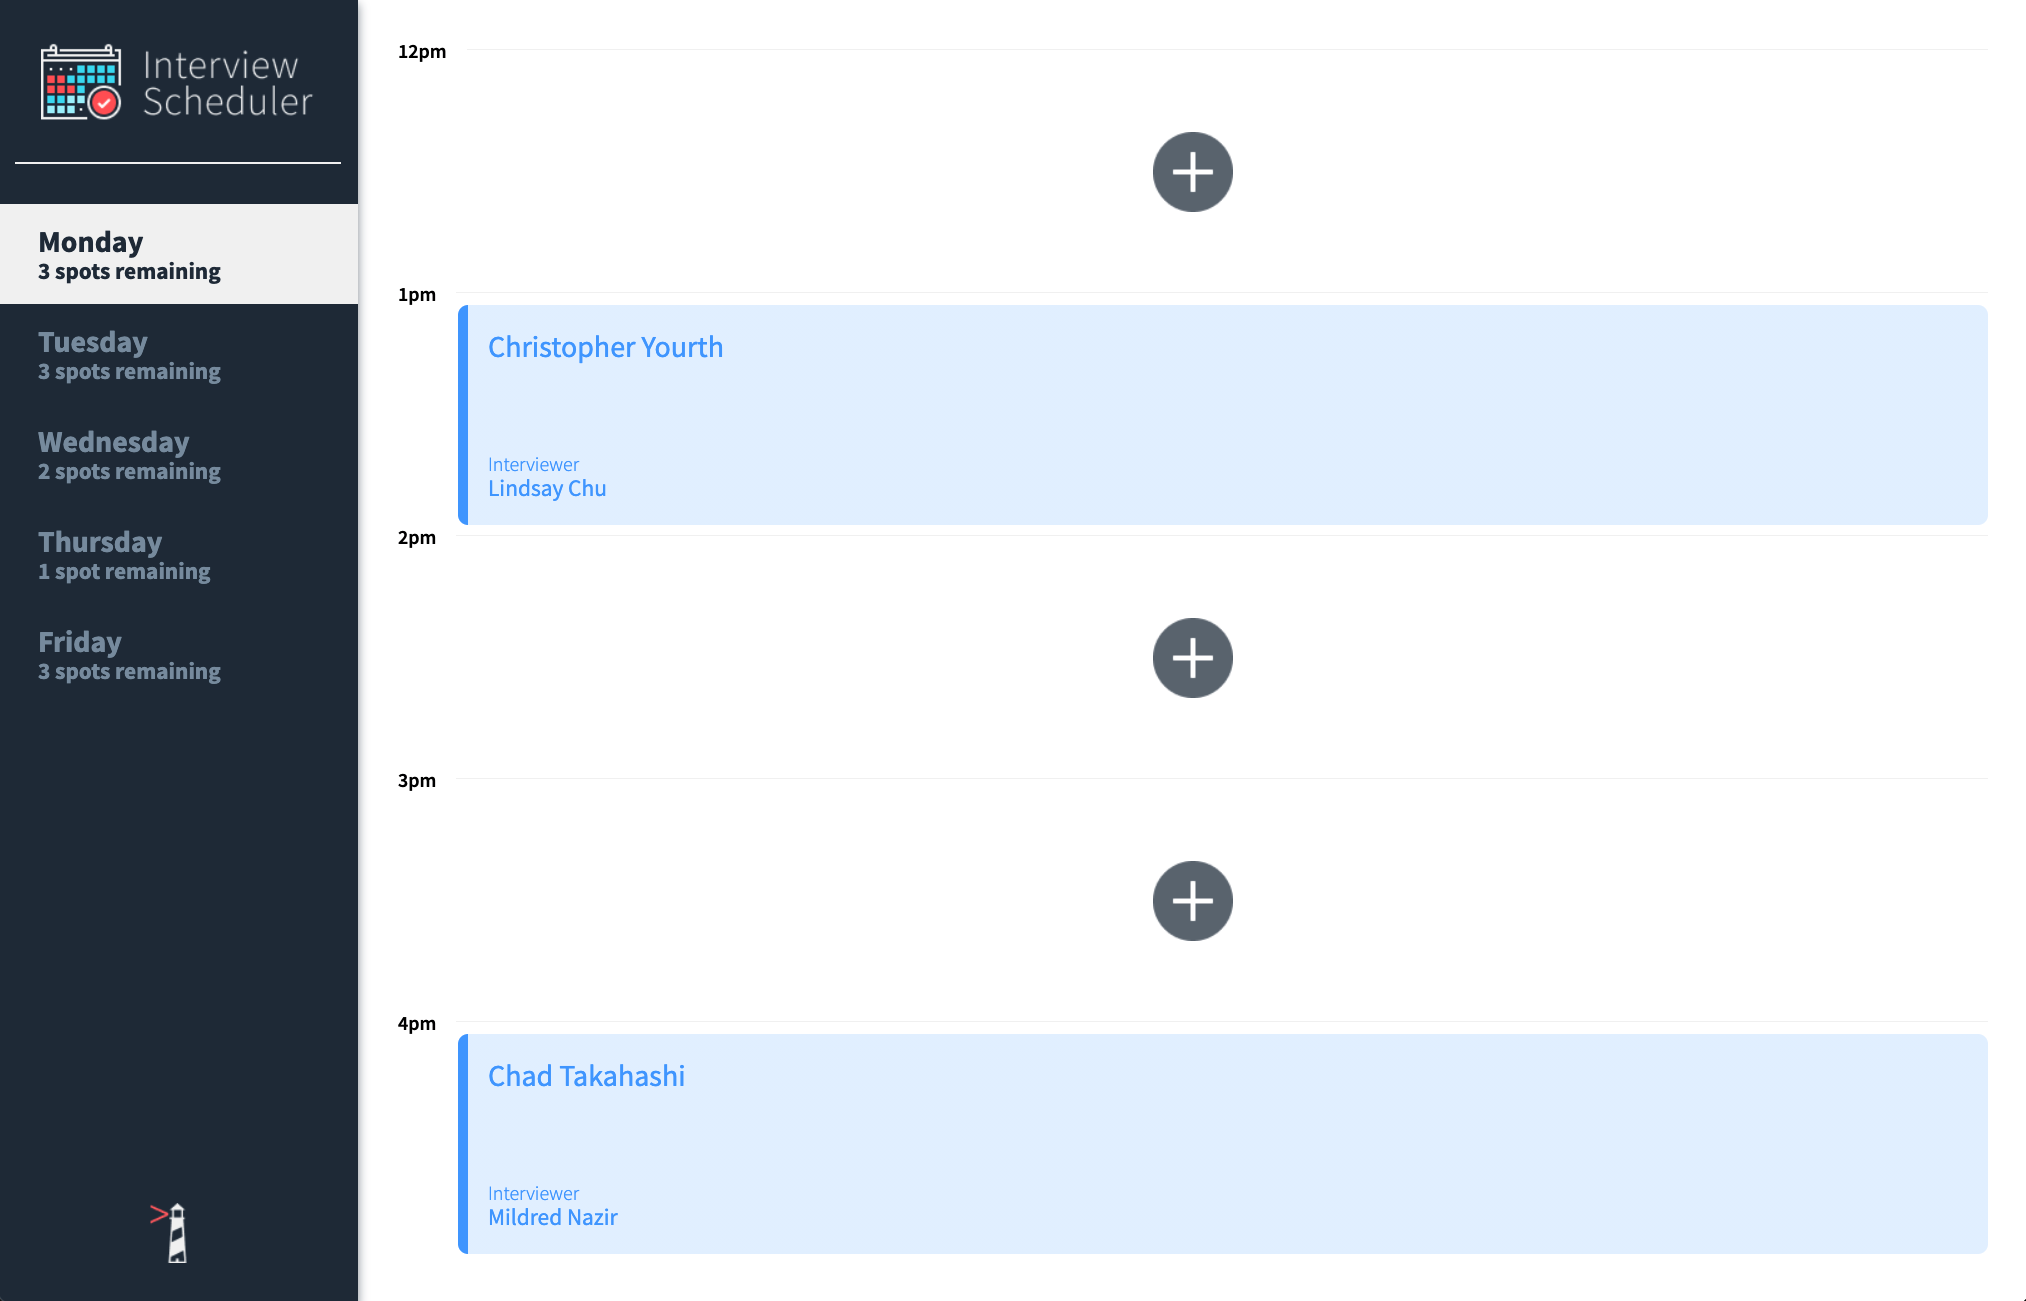 Interview
Scheduler
Monday
3 spots remaining
Tuesday
3 spots remaining
Wednesday
2 spots remaining
Thursday
1 spot remaining
Friday
3 spots remaining
12pm
1pm
Christopher Yourth
Interviewer
Lindsay Chu
2pm
3pm
4pm
Chad Takahashi
Interviewer
Mildred Nazir